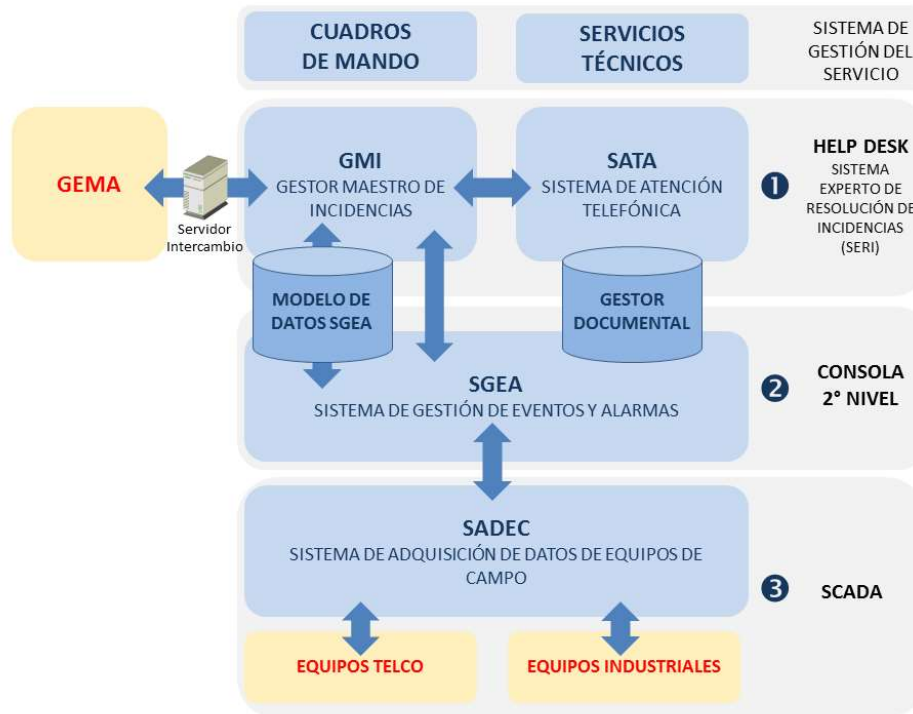 CUADROS
DE MANDO
SERVICIOS
TÉCNICOS
SISTEMA DE
GESTIÓN DEL
SERVICIO
GEMA
Servidor
Intercambio
GMI
GESTOR MAESTRO DE
INCIDENCIAS
SATA
SISTEMA DE ATENCIÓN
TELEFÓNICA
1
HELP DESK
SISTEMA
EXPERTO DE
RESOLUCIÓN DE
INCIDENCIAS
(SERI)
MODELO DE
DATOS SGEA
GESTOR
DOCUMENTAL
SGEA
SISTEMA DE GESTIÓN DE EVENTOS Y ALARMAS
2
CONSOLA
2° NIVEL
SADEC
SISTEMA DE ADQUISICIÓN DE DATOS DE EQUIPOS DE
CAMPO
3
SCADA
EQUIPOS TELCO
EQUIPOS INDUSTRIALES